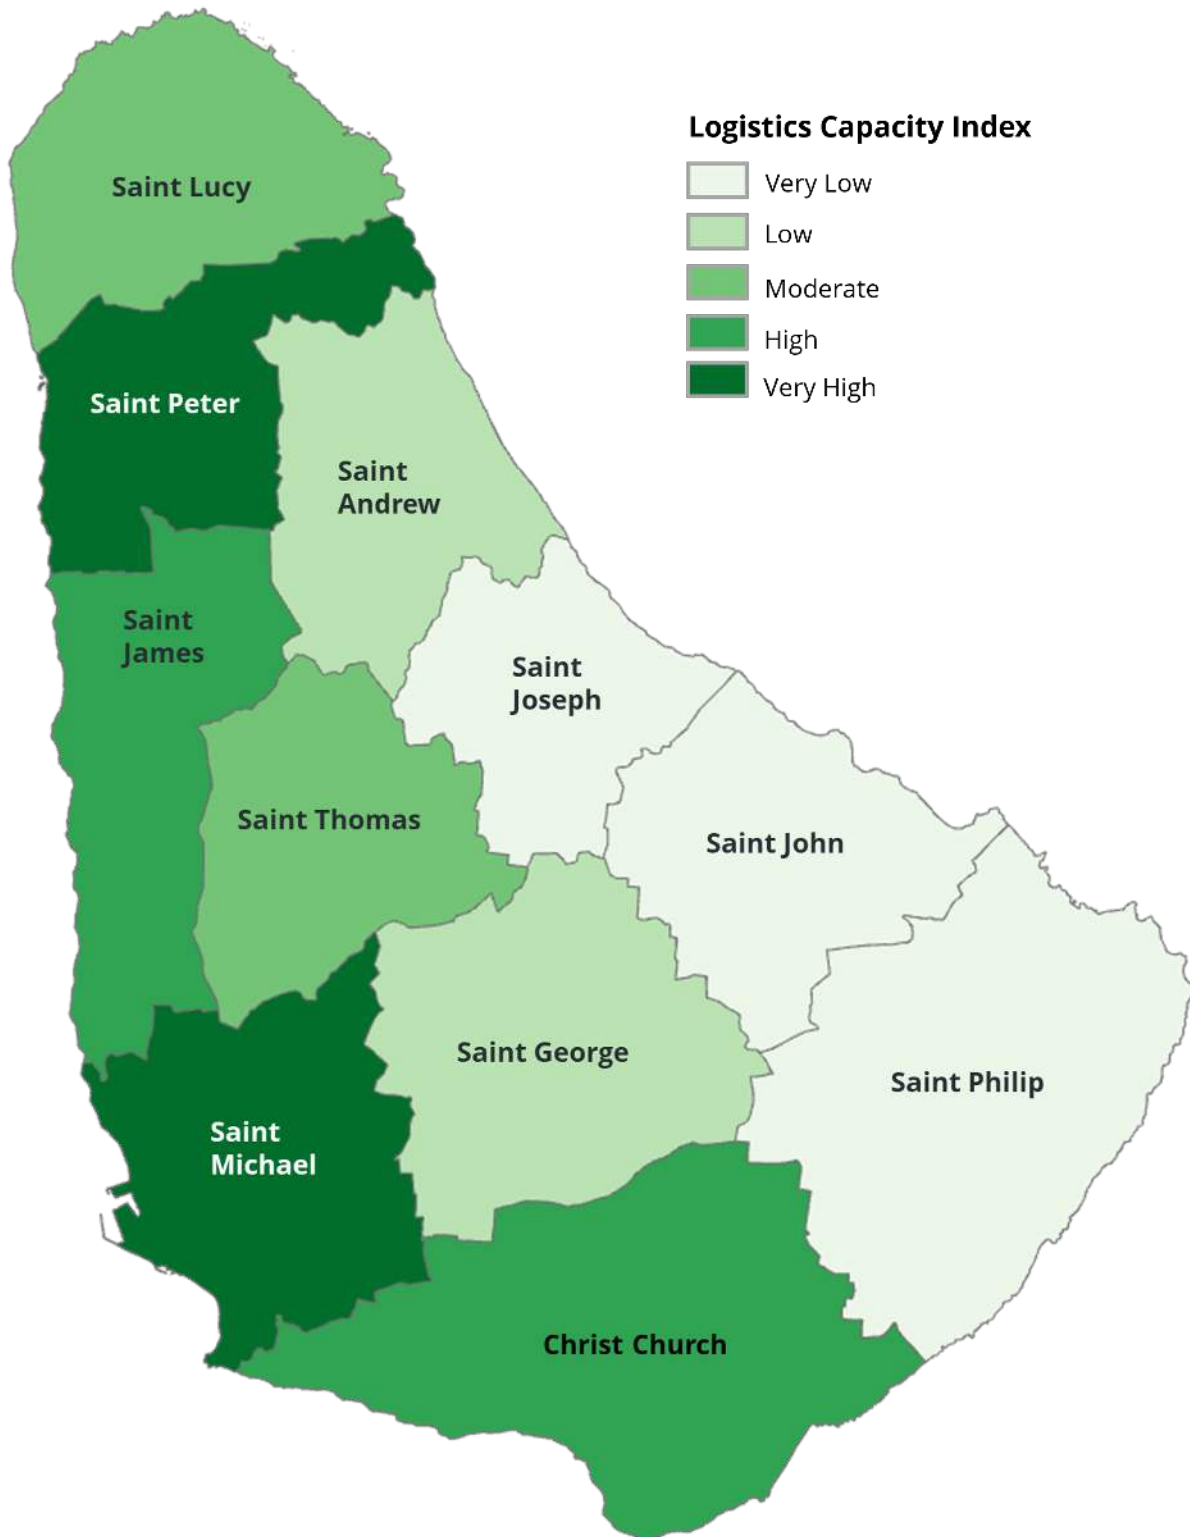 Logistics Capacity Index
Very Low
Low
Moderate
High
Very High
Saint Lucy
Saint Peter
Saint
Andrew
Saint
James
Saint
Joseph
Saint Thomas
Saint John
Saint George
Saint Philip
Saint
Michael
Christ Church